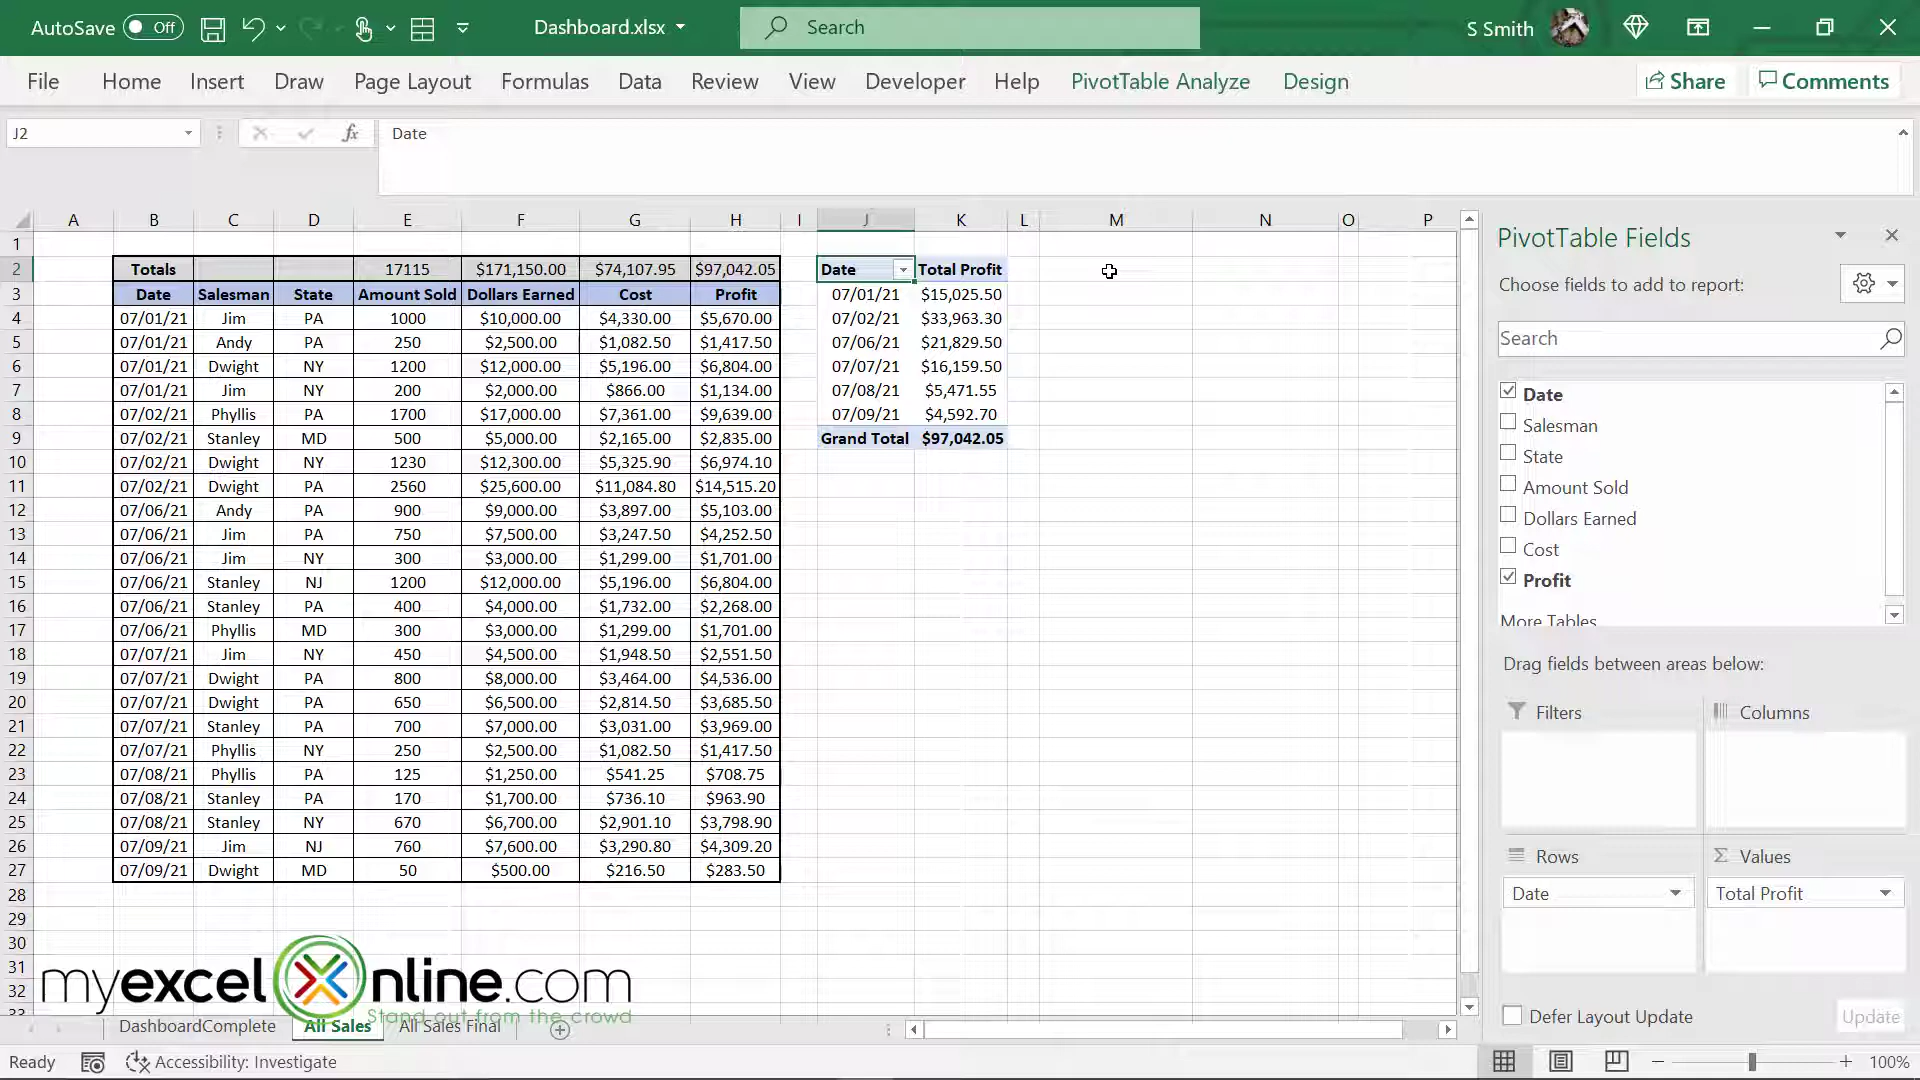 AutoSave Off Dashboard.xlsx Search S Smith
File Home Insert Draw Page Layout Formulas Data Review View Developer Help PivotTable Analyze Design Share Comments
J2 fx Date
A B C D E F G H I J K L M N O P
1
2 Totals 17115 $171,150.00 $74,107.95 $97,042.05 Date Total Profit
3 Date Salesman State Amount Sold Dollars Earned Cost Profit 07/01/21 $15,025.50
4 07/01/21 Jim PA 1000 $10,000.00 $4,330.00 $5,670.00 07/02/21 $33,963.30
5 07/01/21 Andy PA 250 $2,500.00 $1,082.50 $1,417.50 07/06/21 $21,829.50
6 07/01/21 Dwight NY 1200 $12,000.00 $5,196.00 $6,804.00 07/07/21 $16,159.50
7 07/01/21 Jim NY 200 $2,000.00 $866.00 $1,134.00 07/08/21 $5,471.55
8 07/02/21 Phyllis PA 1700 $17,000.00 $7,361.00 $9,639.00 07/09/21 $4,592.70
9 07/02/21 Stanley MD 500 $5,000.00 $2,165.00 $2,835.00 Grand Total $97,042.05
10 07/02/21 Dwight NY 1230 $12,300.00 $5,325.90 $6,974.10
11 07/02/21 Dwight PA 2560 $25,600.00 $11,084.80 $14,515.20
12 07/06/21 Andy PA 900 $9,000.00 $3,897.00 $5,103.00
13 07/06/21 Jim PA 750 $7,500.00 $3,247.50 $4,252.50
14 07/06/21 Jim NY 300 $3,000.00 $1,299.00 $1,701.00
15 07/06/21 Stanley NJ 1200 $12,000.00 $5,196.00 $6,804.00
16 07/06/21 Stanley PA 400 $4,000.00 $1,732.00 $2,268.00
17 07/06/21 Phyllis MD 300 $3,000.00 $1,299.00 $1,701.00
18 07/07/21 Jim NY 450 $4,500.00 $1,948.50 $2,551.50
19 07/07/21 Dwight PA 800 $8,000.00 $3,464.00 $4,536.00
20 07/07/21 Dwight PA 650 $6,500.00 $2,814.50 $3,685.50
21 07/07/21 Stanley PA 700 $7,000.00 $3,031.00 $3,969.00
22 07/07/21 Phyllis NY 250 $2,500.00 $1,082.50 $1,417.50
23 07/08/21 Phyllis PA 125 $1,250.00 $541.25 $708.75
24 07/08/21 Stanley PA 170 $1,700.00 $736.10 $963.90
25 07/08/21 Stanley NY 670 $6,700.00 $2,901.10 $3,798.90
26 07/09/21 Jim NJ 760 $7,600.00 $3,290.80 $4,309.20
27 07/09/21 Dwight MD 50 $500.00 $216.50 $283.50
28
29
30
31
32
33
myexcelOnline.com
Stand out from the crowd
DashboardComplete All Sales All Sales Final
Ready Accessibility: Investigate 100%
PivotTable Fields
Choose fields to add to report:
Search
Date
Salesman
State
Amount Sold
Dollars Earned
Cost
Profit
More Tables
Drag fields between areas below:
Filters Columns
Rows Σ Values
Date Total Profit
Defer Layout Update Update